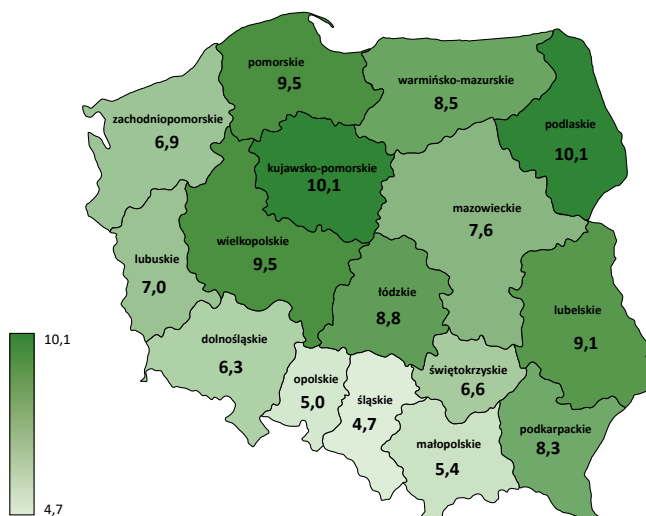 pomorskie
9,5
warmińsko-mazurskie
8,5
zachodniopomorskie
6,9
podlaskie
10,1
kujawsko-pomorskie
10,1
mazowieckie
7,6
wielkopolskie
9,5
lubuskie
7,0
łódzkie
8,8
lubelskie
9,1
dolnośląskie
6,3
opolskie
5,0
śląskie
4,7
świętokrzyskie
6,6
małopolskie
5,4
podkarpackie
8,3
10,1
4,7